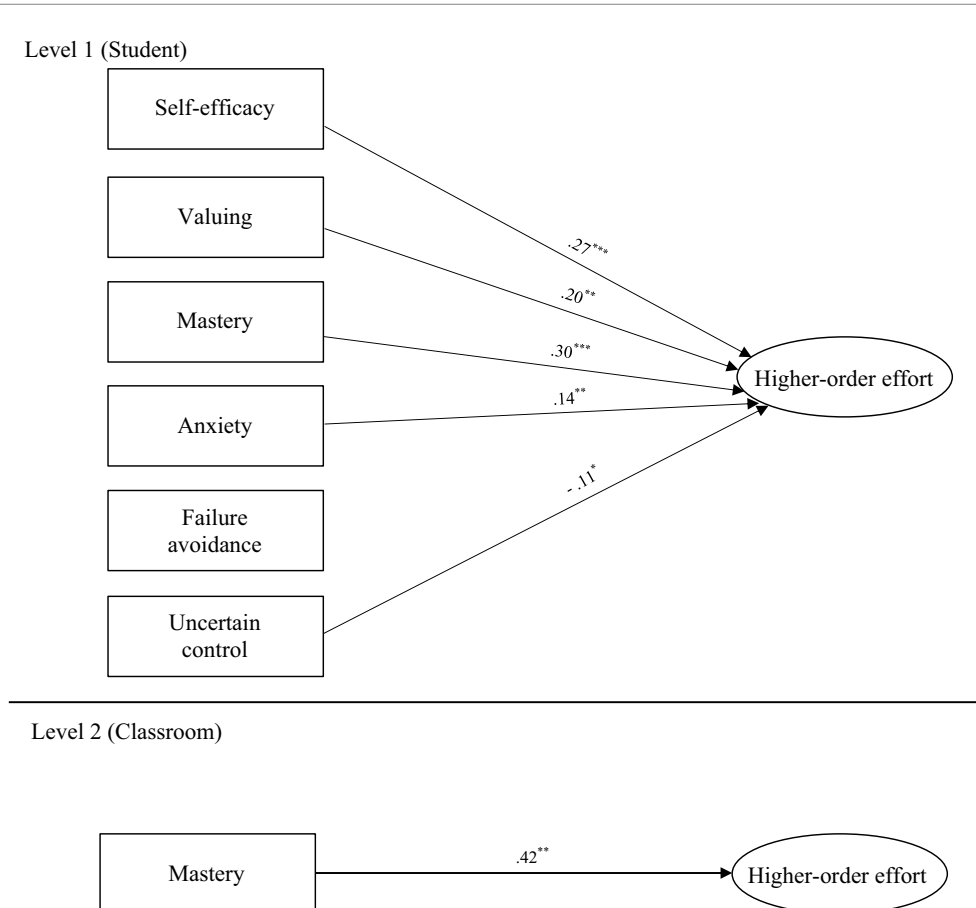 Level 1 (Student)
Self-efficacy
Valuing
.27***
.20**
Mastery
.30***
Higher-order effort
Anxiety
.14**
- .11*
Failure
avoidance
Uncertain
control
Level 2 (Classroom)
Mastery
.42**
Higher-order effort